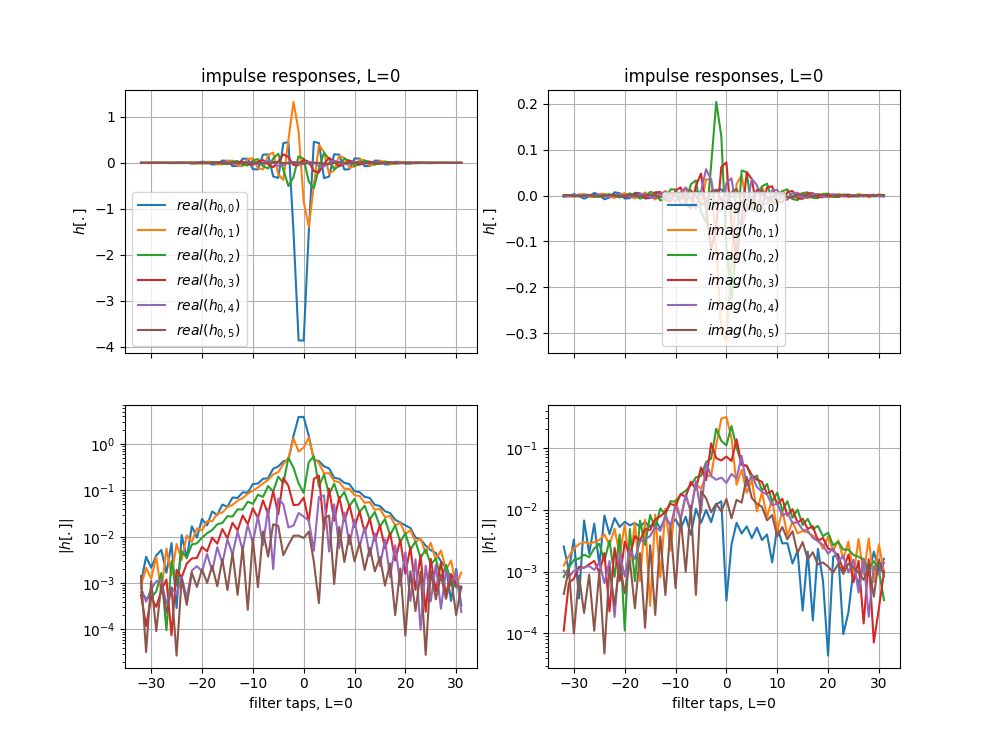 impulse responses, L=0
h[.]
1
0
−1
−2
−3
−4
real(h0,0)
real(h0,1)
real(h0,2)
real(h0,3)
real(h0,4)
real(h0,5)
impulse responses, L=0
h[.]
0.2
0.1
0.0
−0.1
−0.2
−0.3
imag(h0,0)
imag(h0,1)
imag(h0,2)
imag(h0,3)
imag(h0,4)
imag(h0,5)
|h[.]|
10⁰
10⁻¹
10⁻²
10⁻³
10⁻⁴
−30 −20 −10 0 10 20 30
filter taps, L=0
|h[.]|
10⁻¹
10⁻²
10⁻³
10⁻⁴
−30 −20 −10 0 10 20 30
filter taps, L=0